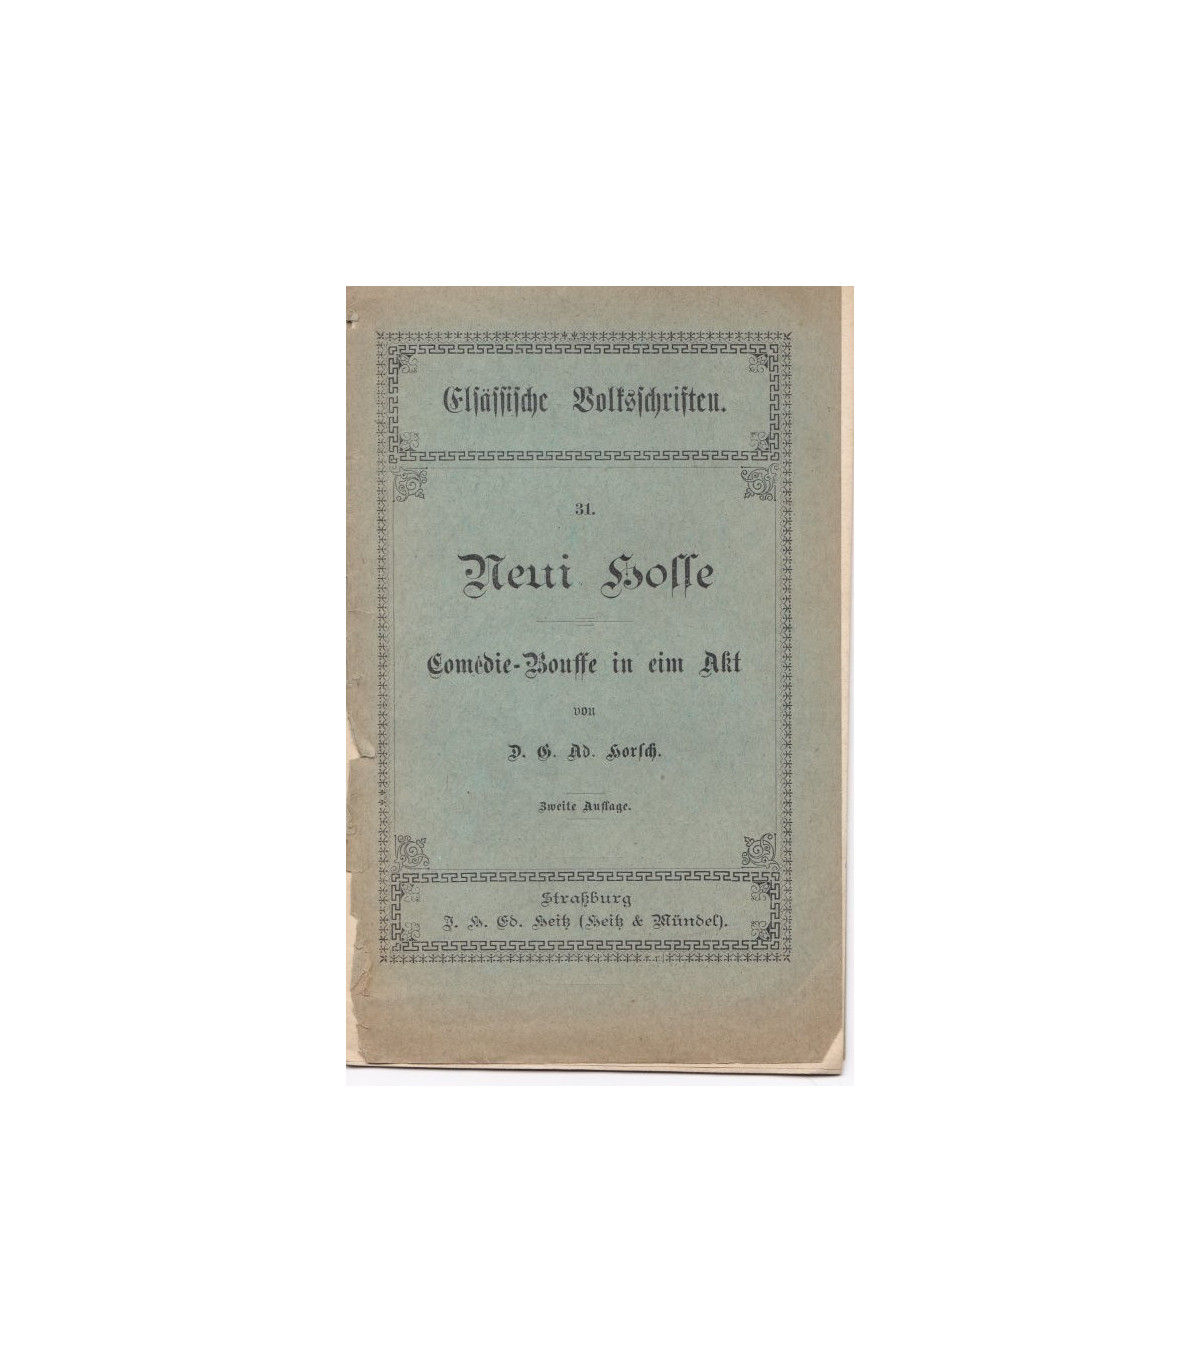 Elsässische Volksschriften.
31.
Neui Hosse
Comédie-Bouffe in eim Akt
von
D. G. Ad. Horsch.
Zweite Auflage.
Straßburg
J. H. Ed. Heitz (Heitz & Mündel).